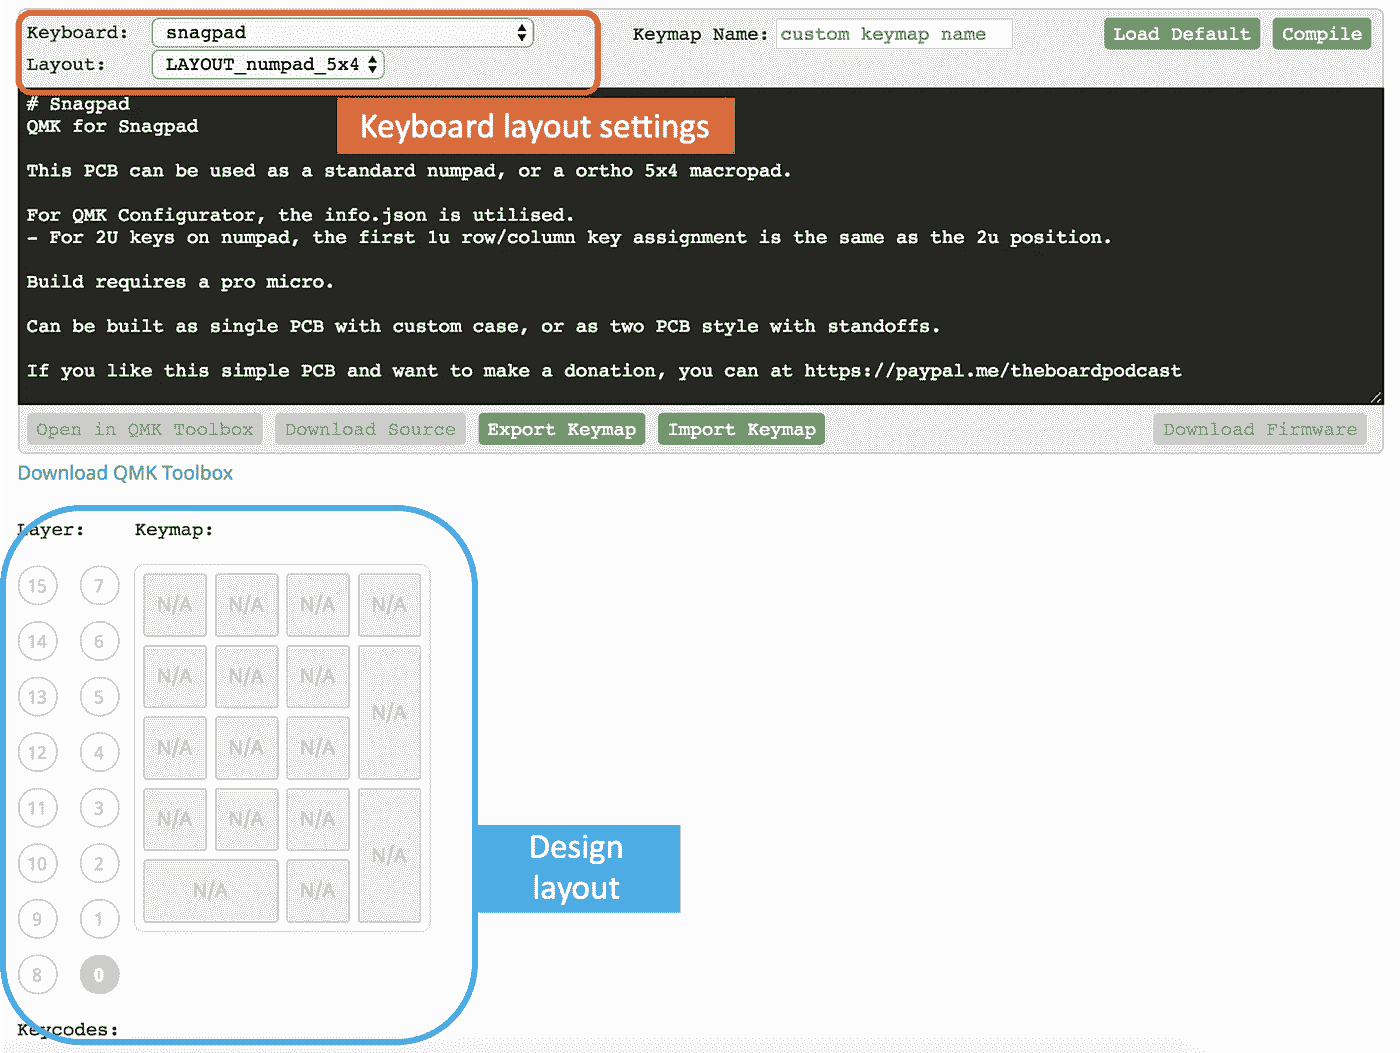 Keyboard: snagpad Keymap Name: custom keymap name Load Default Compile
Layout: LAYOUT_numpad_5x4
# Snagpad
QMK for Snagpad
Keyboard layout settings
This PCB can be used as a standard numpad, or a ortho 5x4 macropad.
For QMK Configurator, the info.json is utilised.
- For 2U keys on numpad, the first 1u row/column key assignment is the same as the 2u position.
Build requires a pro micro.
Can be built as single PCB with custom case, or as two PCB style with standoffs.
If you like this simple PCB and want to make a donation, you can at https://paypal.me/theboardpodcast
Open in QMK Toolbox Download Source Export Keymap Import Keymap Download Firmware
Download QMK Toolbox
Layer: Keymap:
15 7 N/A N/A N/A N/A
14 6 N/A N/A N/A
13 5 N/A
12 4 N/A N/A N/A
11 3 N/A N/A N/A
10 2 N/A
N/A N/A
9 1
8 0
Design
layout
Keycodes: